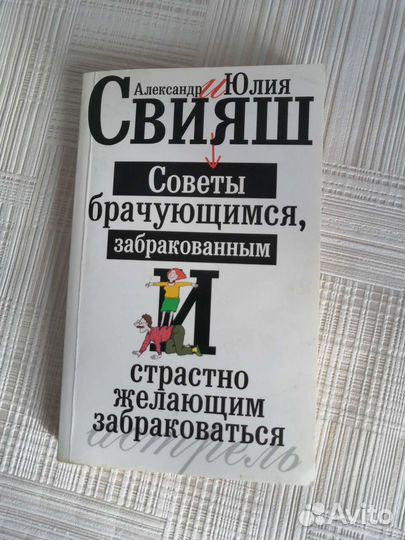 Александр и Юлия
Свияш
Советы
брачующимся,
забракованным
и
страстно
желающим
забраковаться
астрель
Avito